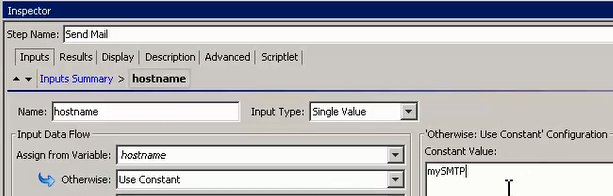 Inspector
Step Name: Send Mail
Inputs Results Display Description Advanced Scriptlet
Inputs Summary > hostname
Name: hostname Input Type: Single Value
Input Data Flow 'Otherwise: Use Constant' Configuration
Assign from Variable: hostname Constant Value:
Otherwise: Use Constant mySMTP